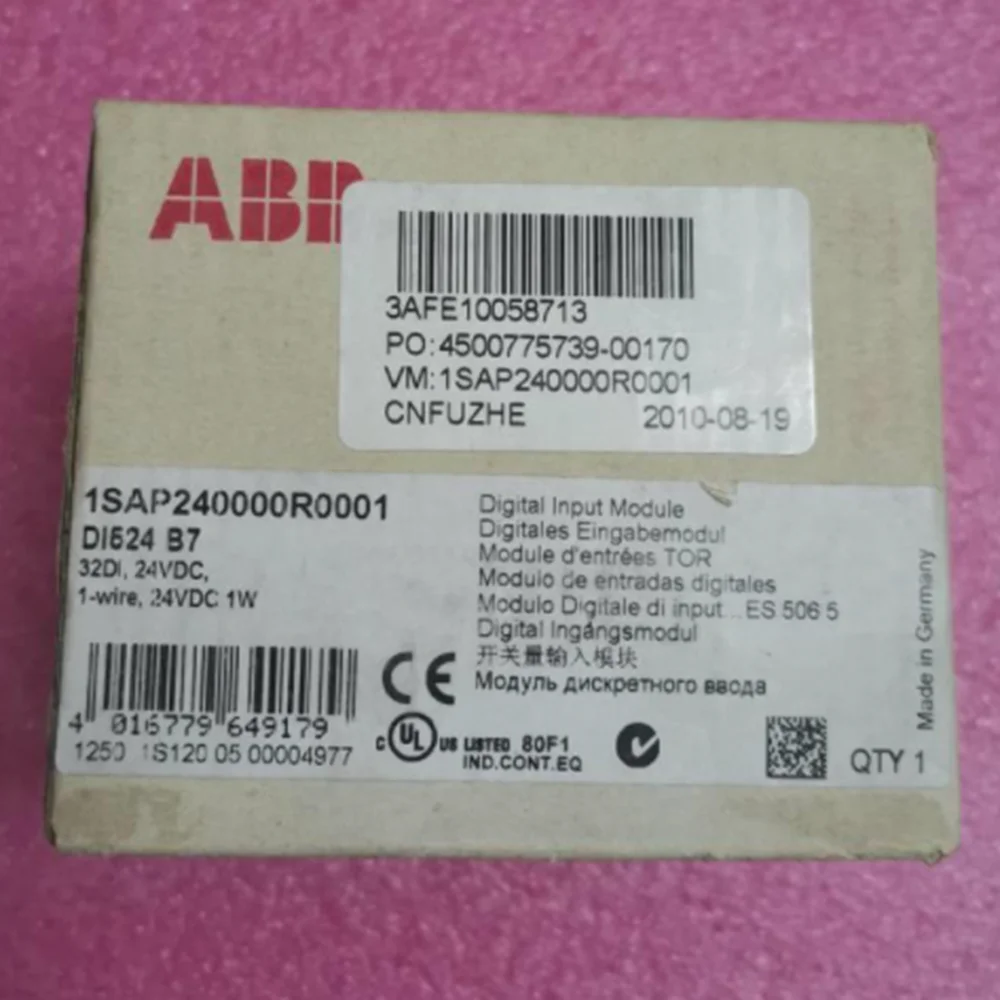 ABB
3AFE10058713
PO:4500775739-00170
VM:1SAP240000R0001
CNFUZHE 2010-08-19
1SAP240000R0001
DI524 B7
32DI, 24VDC,
1-wire, 24VDC 1W
4 016779 649179
1250 1S120 05 00004977
Digital Input Module
Digitales Eingabemodul
Module d'entrées TOR
Modulo de entradas digitales
Modulo Digitale di input...ES 506 5
Digital Ingångsmodul
开关量输入模块
Модуль дискретного ввода
CE
C UL US LISTED 80F1
IND.CONT.EQ
QTY 1
Made in Germany